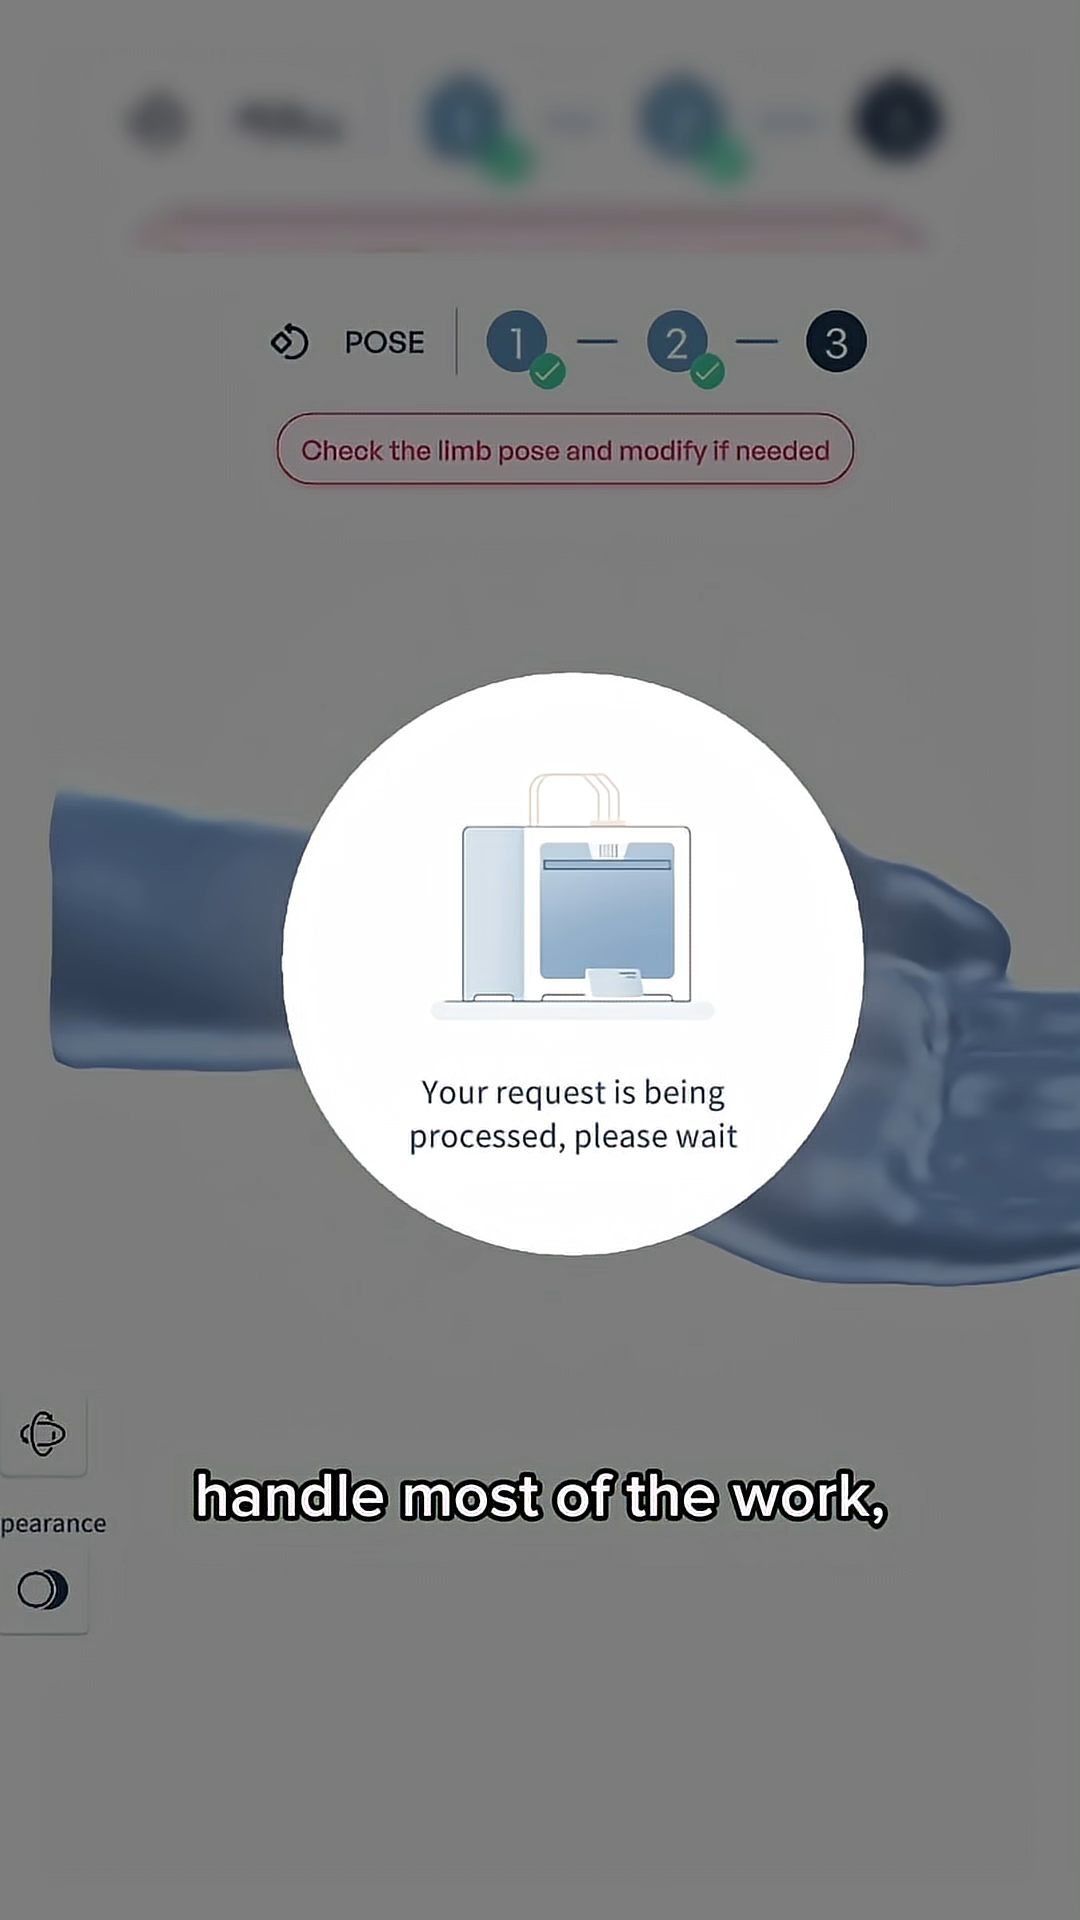 POSE
1
2
3
Check the limb pose and modify if needed
Your request is being
processed, please wait
handle most of the work,
pearance